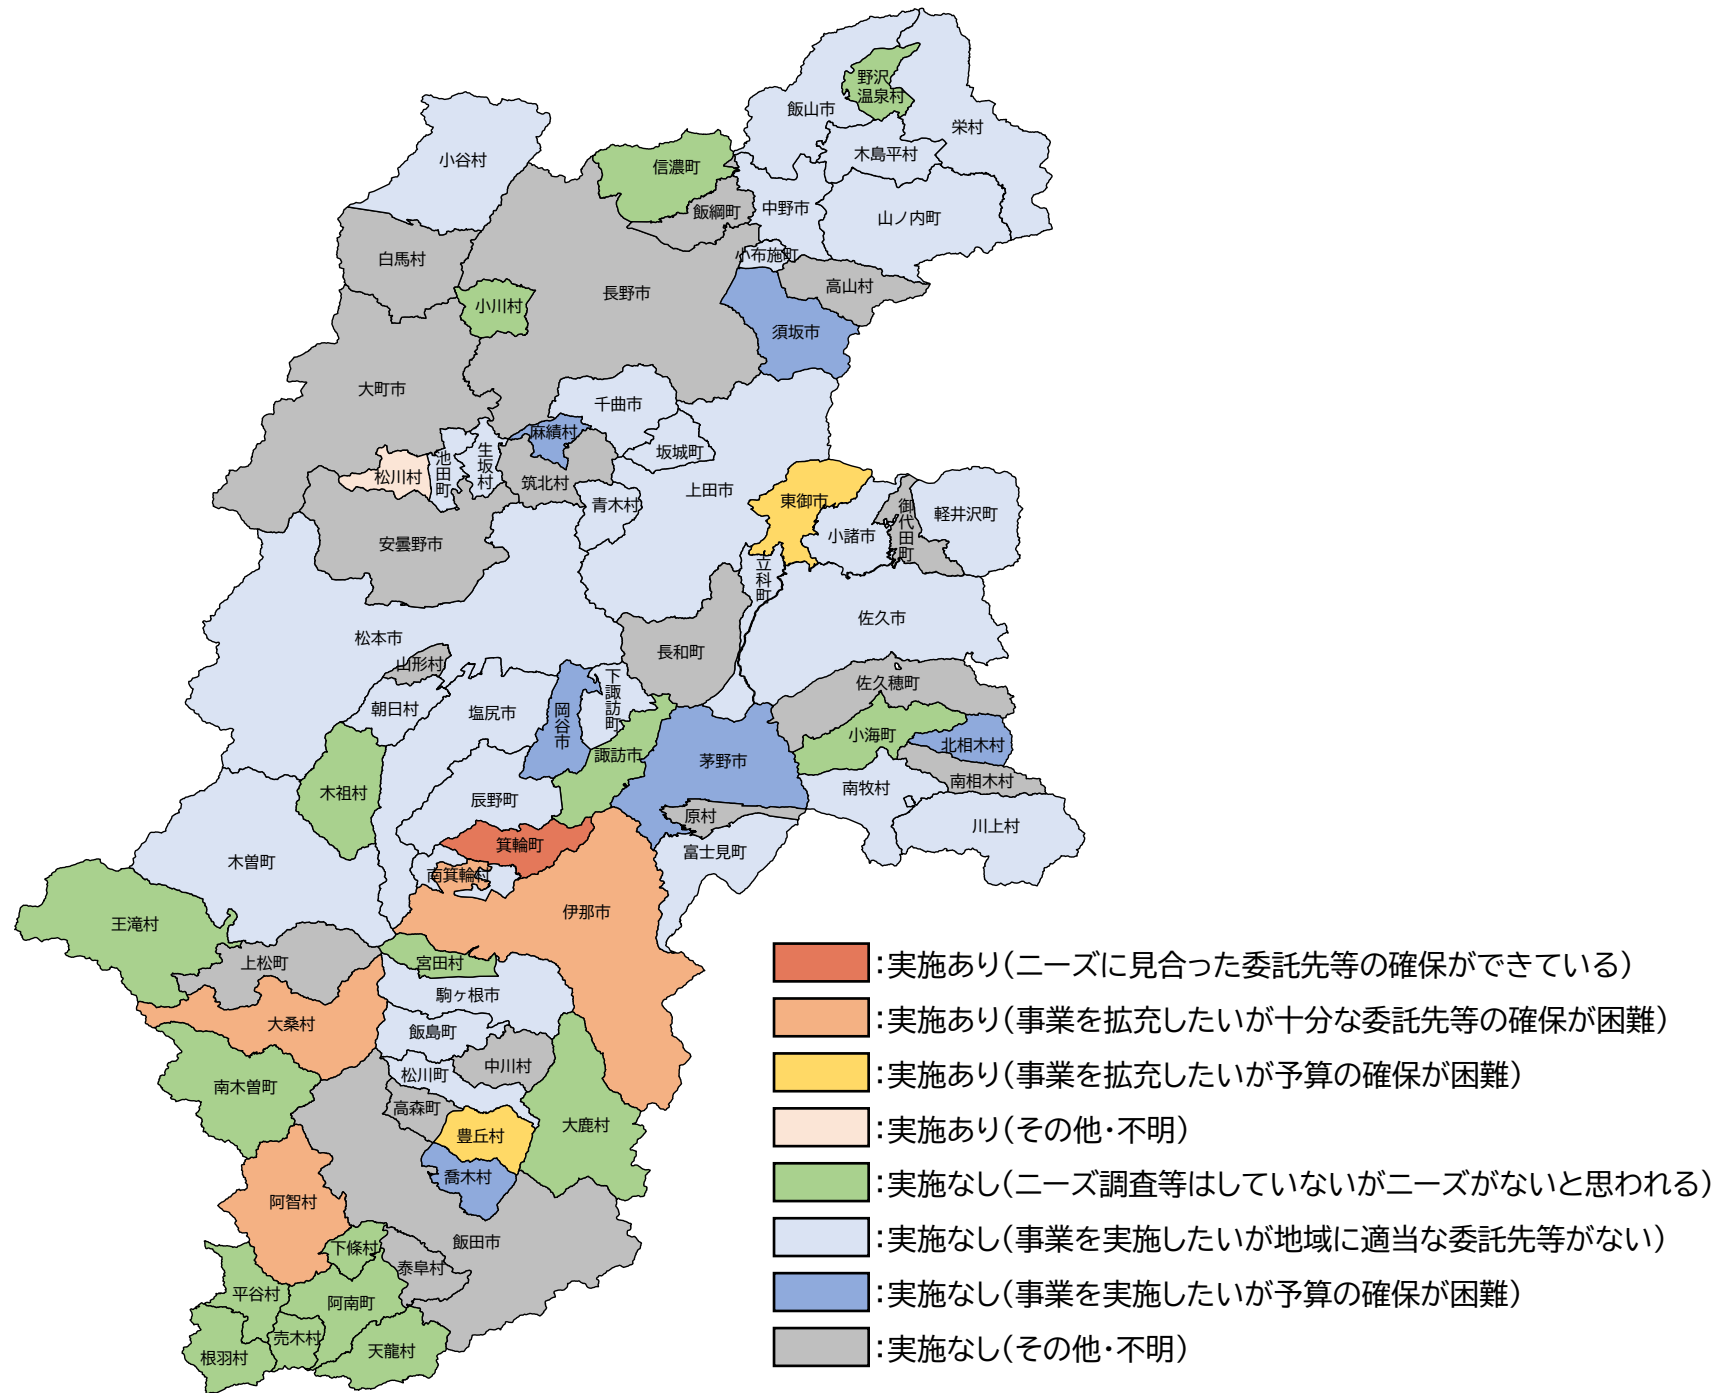 野沢
温泉村
飯山市
栄村
木島平村
小谷村
信濃町
飯綱町
中野市
山ノ内町
白馬村
小布施町
高山村
長野市
小川村
須坂市
大町市
千曲市
麻績村
坂城町
生坂村
池田町
松川村
筑北村
青木村
上田市
東御市
小諸市
御代田町
軽井沢町
安曇野市
立科町
佐久市
松本市
山形村
長和町
佐久穂町
朝日村
塩尻市
岡谷市
下諏訪町
諏訪市
茅野市
小海町
北相木村
南相木村
南牧村
川上村
木祖村
辰野町
原村
富士見町
箕輪町
南箕輪村
木曽町
伊那市
王滝村
上松町
宮田村
駒ヶ根市
大桑村
飯島町
中川村
松川町
南木曽町
高森町
豊丘村
大鹿村
喬木村
阿智村
飯田市
下條村
泰阜村
平谷村
阿南町
売木村
根羽村
天龍村
:実施あり(ニーズに見合った委託先等の確保ができている)
:実施あり(事業を拡充したいが十分な委託先等の確保が困難)
:実施あり(事業を拡充したいが予算の確保が困難)
:実施あり(その他・不明)
:実施なし(ニーズ調査等はしていないがニーズがないと思われる)
:実施なし(事業を実施したいが地域に適当な委託先等がない)
:実施なし(事業を実施したいが予算の確保が困難)
:実施なし(その他・不明)